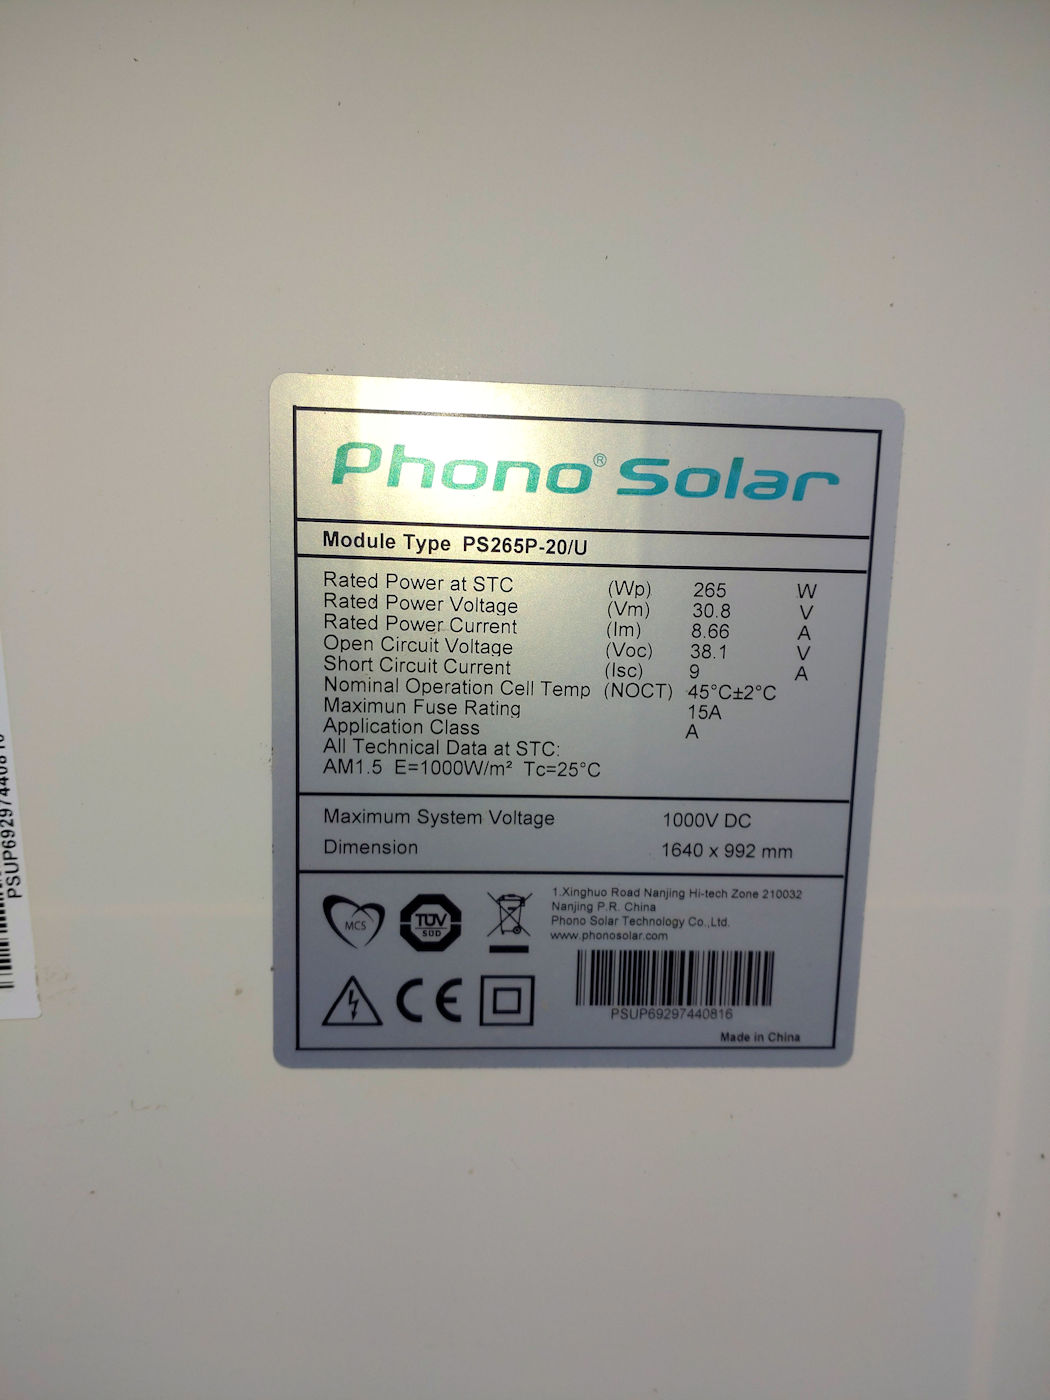 Phono® Solar
Module Type PS265P-20/U
Rated Power at STC (Wp) 265 W
Rated Power Voltage (Vm) 30.8 V
Rated Power Current (Im) 8.66 A
Open Circuit Voltage (Voc) 38.1 V
Short Circuit Current (Isc) 9 A
Nominal Operation Cell Temp (NOCT) 45°C±2°C
Maximun Fuse Rating 15A
Application Class A
All Technical Data at STC:
AM1.5 E=1000W/m² Tc=25°C
Maximum System Voltage 1000V DC
Dimension 1640 x 992 mm
MCS
TÜV
SÜD
CE
1.Xinghuo Road Nanjing Hi-tech Zone 210032
Nanjing P.R. China
Phono Solar Technology Co.,Ltd.
www.phonosolar.com
PSUP69297440816
Made in China
PSUP69297440816